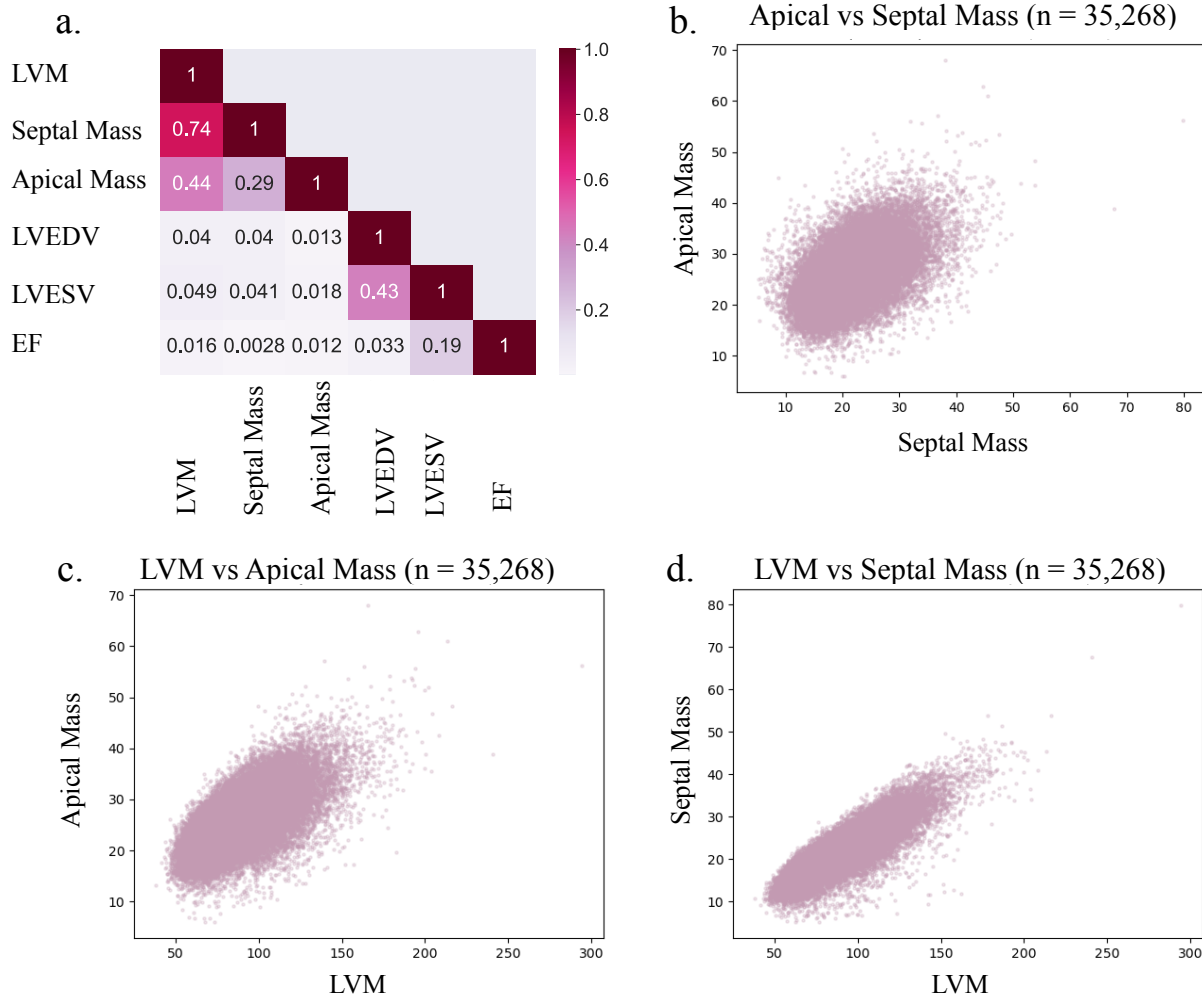 a.
LVM
Septal Mass
Apical Mass
LVEDV
LVESV
EF
1
0.74 1
0.44 0.29 1
0.04 0.04 0.013 1
0.049 0.041 0.018 0.43 1
0.016 0.0028 0.012 0.033 0.19 1
LVM Septal Mass Apical Mass LVEDV LVESV EF
1.0
0.8
0.6
0.4
0.2
b.
Apical vs Septal Mass (n = 35,268)
Apical Mass
70
60
50
40
30
20
10
10 20 30 40 50 60 70 80
Septal Mass
c.
LVM vs Apical Mass (n = 35,268)
Apical Mass
70
60
50
40
30
20
10
50 100 150 200 250 300
LVM
d.
LVM vs Septal Mass (n = 35,268)
Septal Mass
80
70
60
50
40
30
20
10
50 100 150 200 250 300
LVM